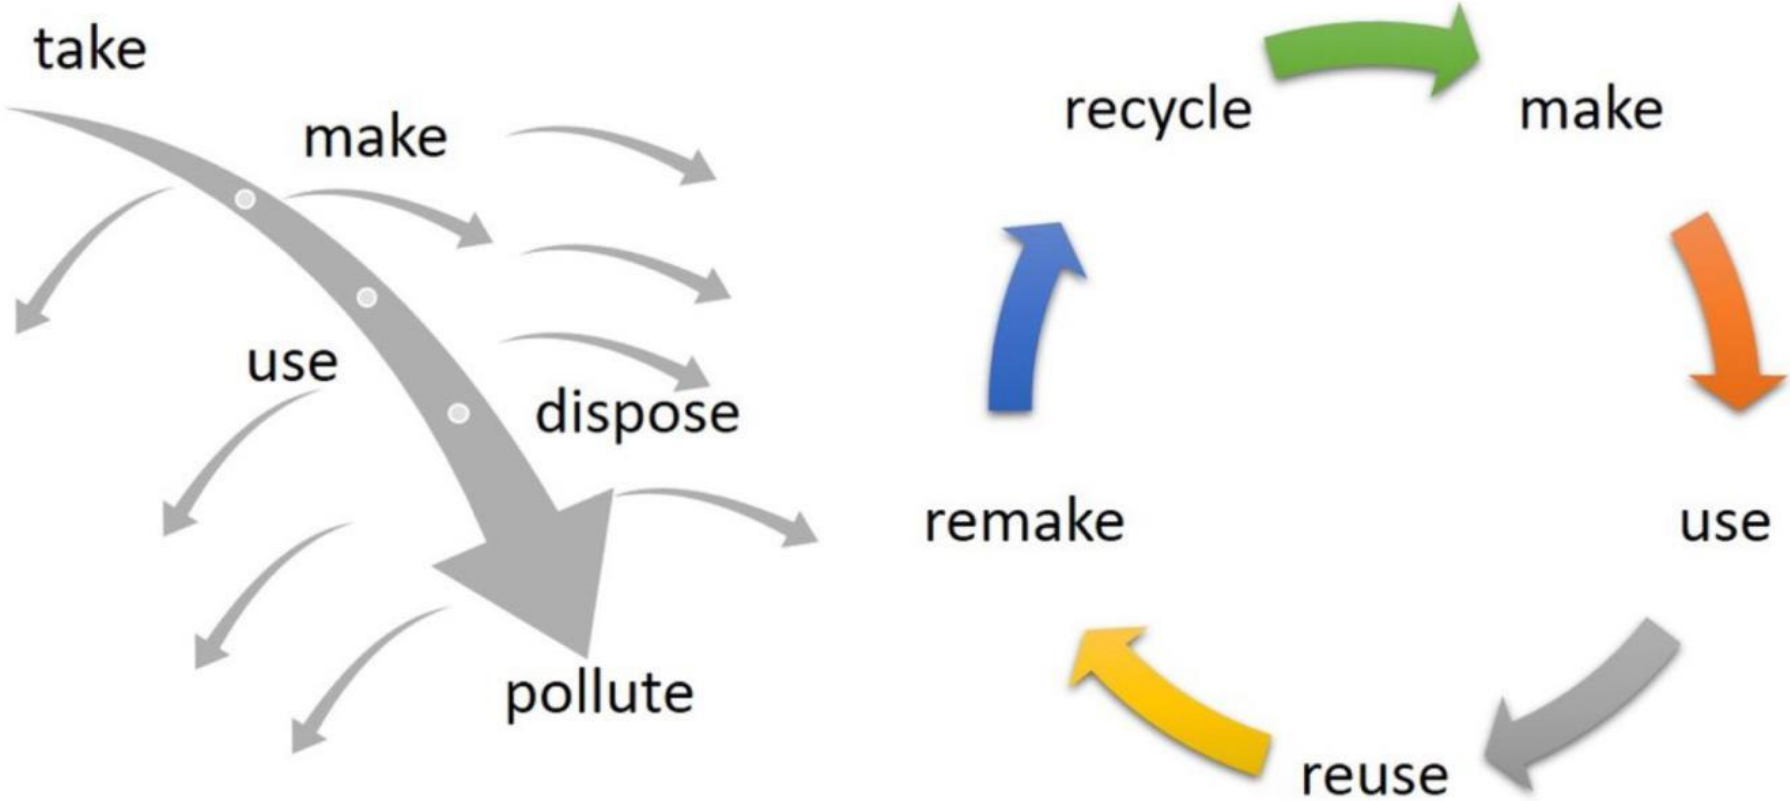 take
make
use
dispose
pollute
recycle
make
use
reuse
remake